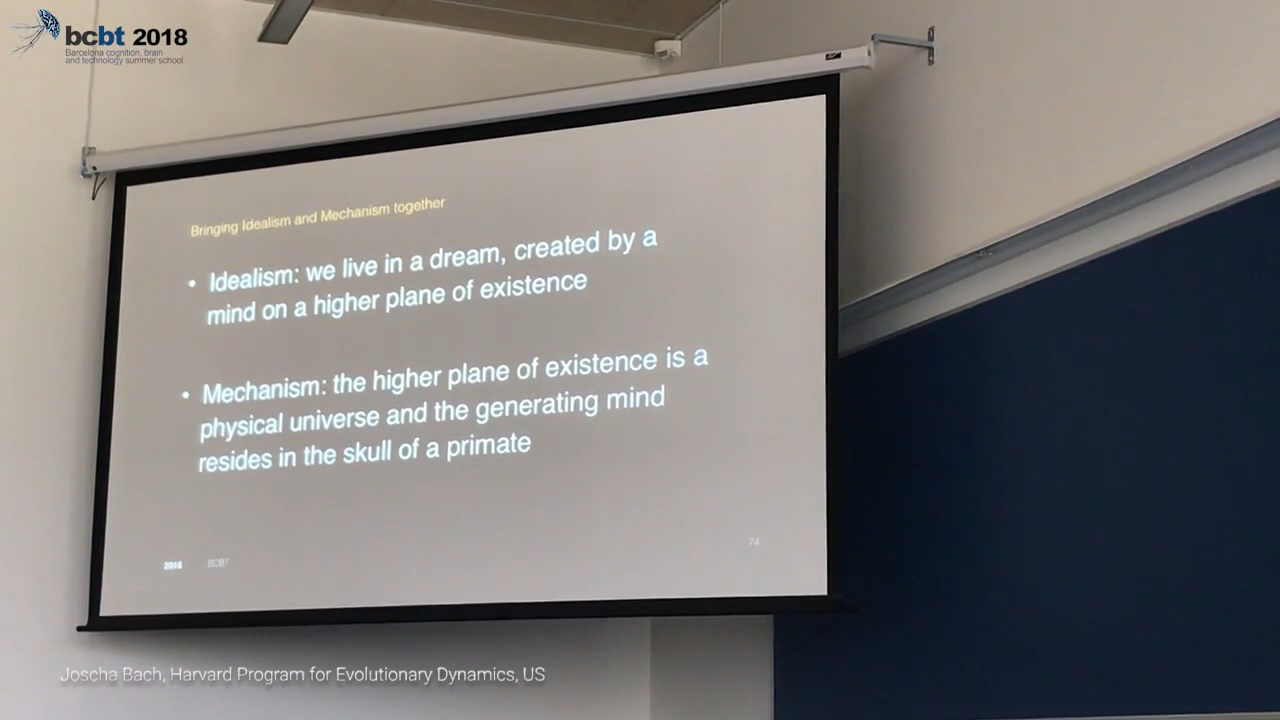 bcbt 2018
Barcelona cognition, brain
and technology summer school
Bringing Idealism and Mechanism together
• Idealism: we live in a dream, created by a
mind on a higher plane of existence
• Mechanism: the higher plane of existence is a
physical universe and the generating mind
resides in the skull of a primate
2018 BCBT
74
Joscha Bach, Harvard Program for Evolutionary Dynamics, US